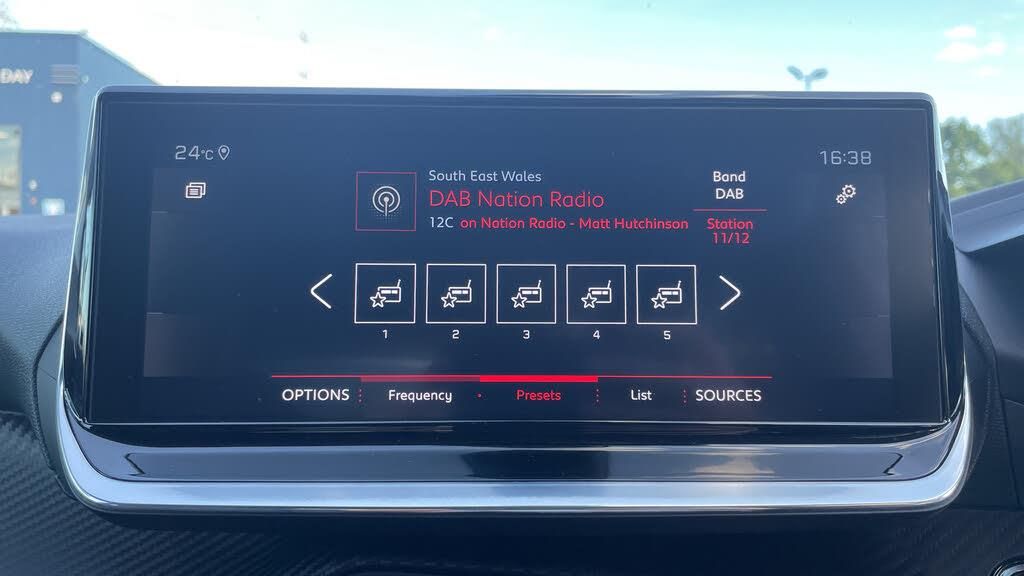 DAY
24°C
16:38
South East Wales
DAB Nation Radio
12C on Nation Radio - Matt Hutchinson
Band
DAB
Station
11/12
1 2 3 4 5
OPTIONS Frequency Presets List SOURCES